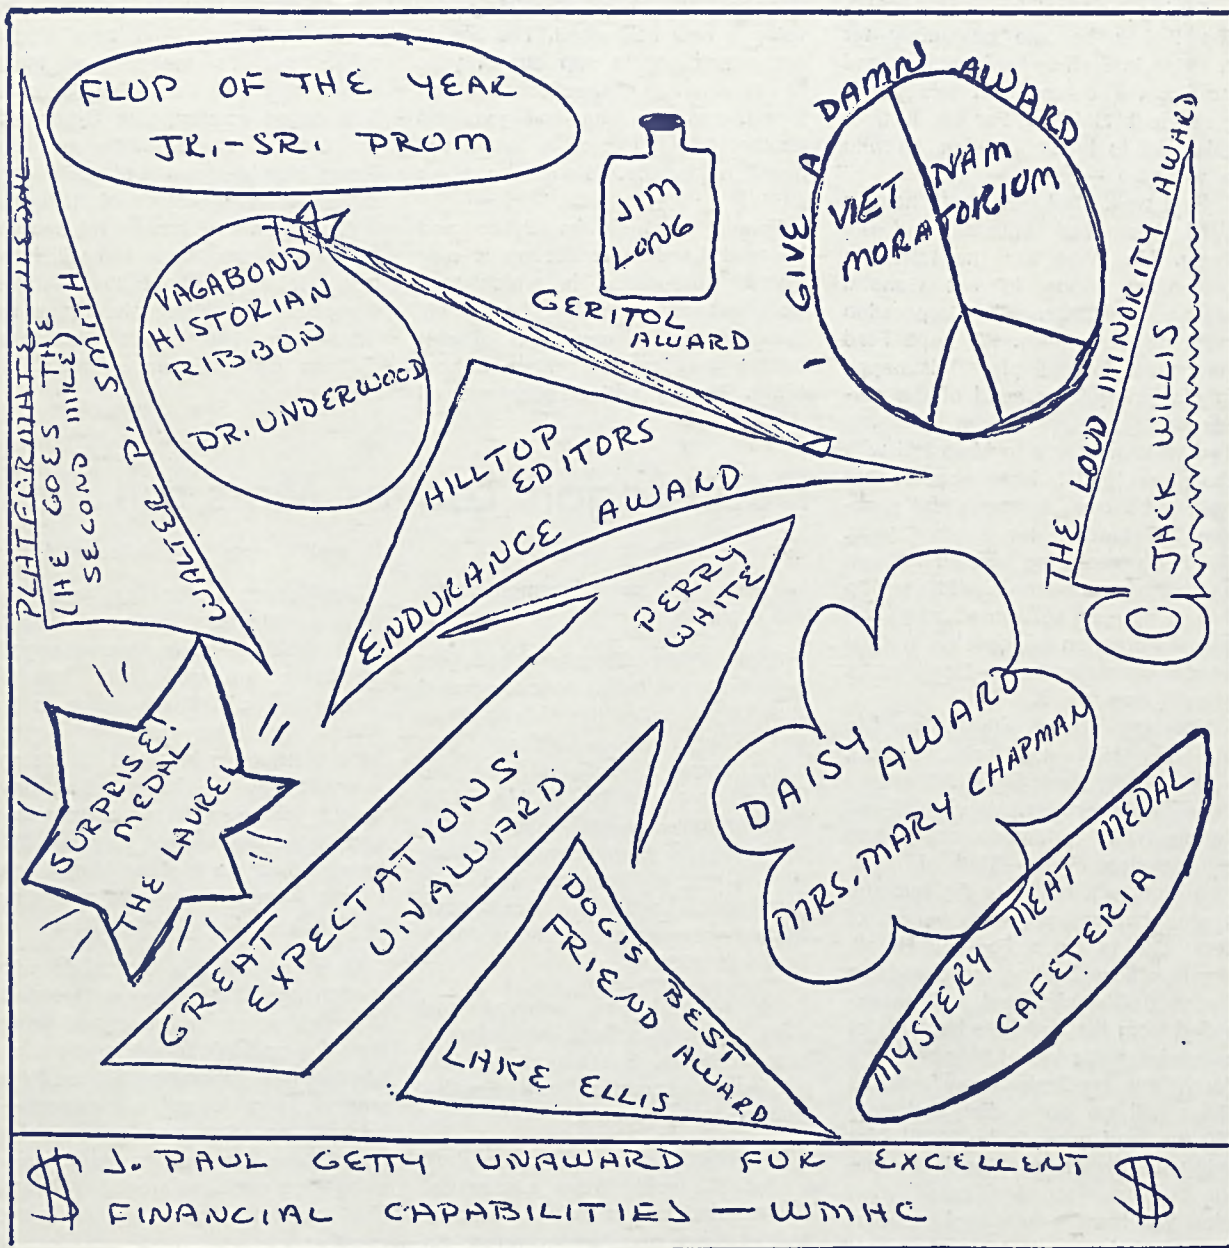 FLUP OF THE YEAR
JR.-SR. PROM
PLATFORMATE MEDAL
(HE GOES THE
SECOND MILE)
WALTER P. SMITH
VAGABOND
HISTORIAN
RIBBON
DR. UNDERWOOD
JIM
LONG
GERITOL
AWARD
GIVE A DAMN AWARD
VIET NAM
MORATORIUM
THE LOUD MINORITY AWARD
JACK WILLIS
HILLTOP
EDITORS
ENDURANCE AWARD
PERRY
WHITE
GREAT
EXPECTATIONS
UNAWARD
SURPRISE!
MEDAL
THE LAUREL
DAISY
AWARD
MRS. MARY CHAPMAN
DOG'S BEST
FRIEND AWARD
LAKE ELLIS
MYSTERY MEAT MEDAL
CAFETERIA
$ J. PAUL GETTY UNAWARD FUR EXCELLENT $
FINANCIAL CAPABILITIES — WMHC